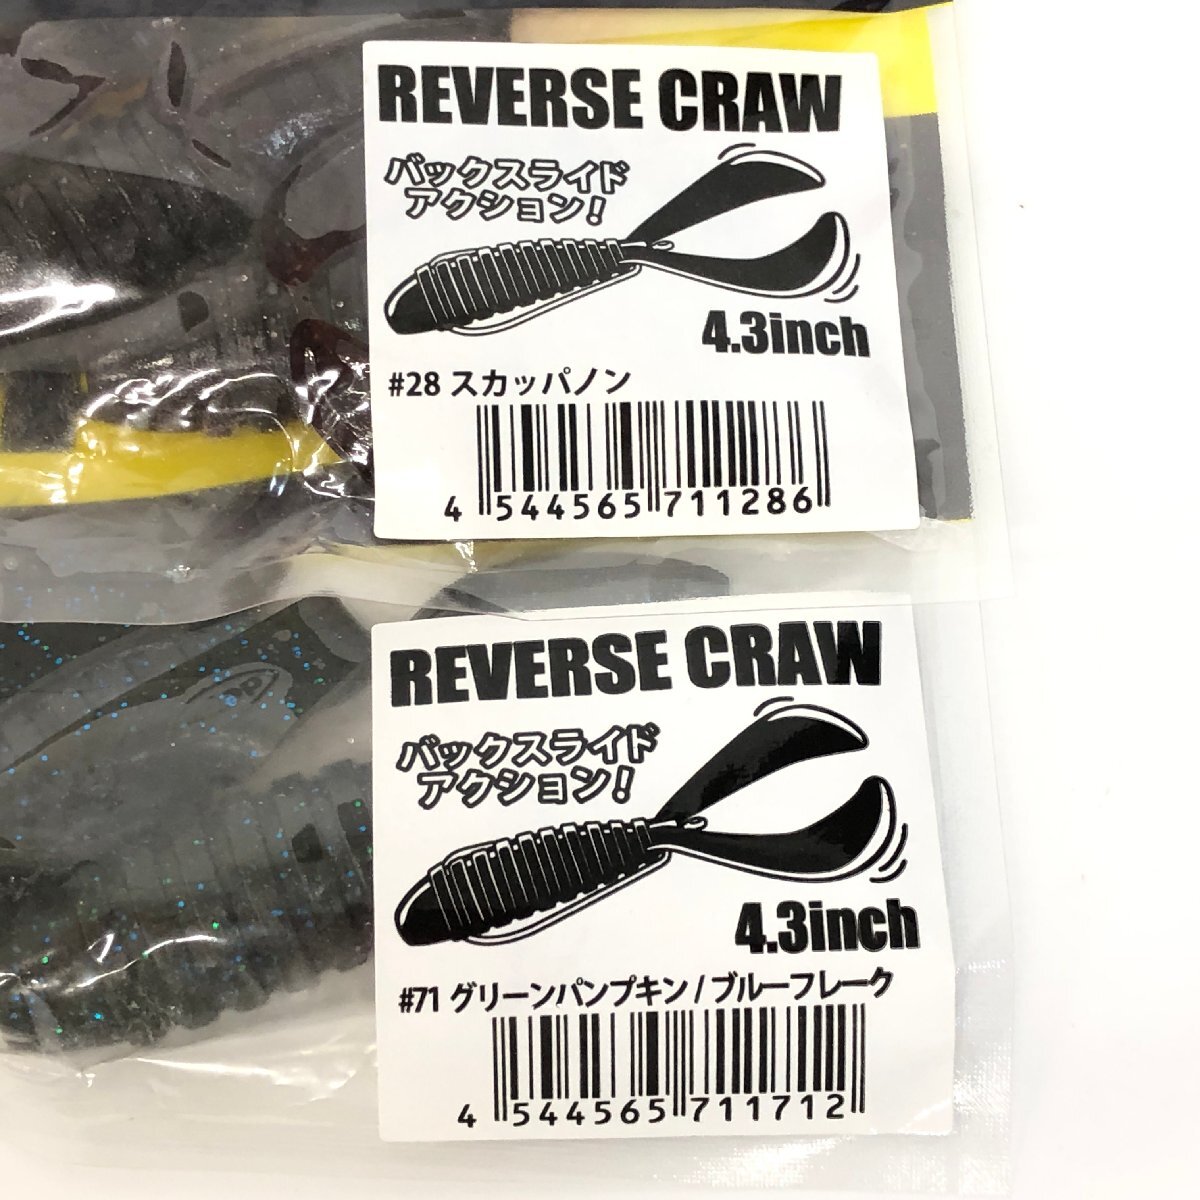 REVERSE CRAW
バックスライド
アクション!
4.3inch
#28 スカッパノン
4 544565 711286
REVERSE CRAW
バックスライド
アクション!
4.3inch
#71 グリーンパンプキン / ブルーフレーク
4 544565 711712